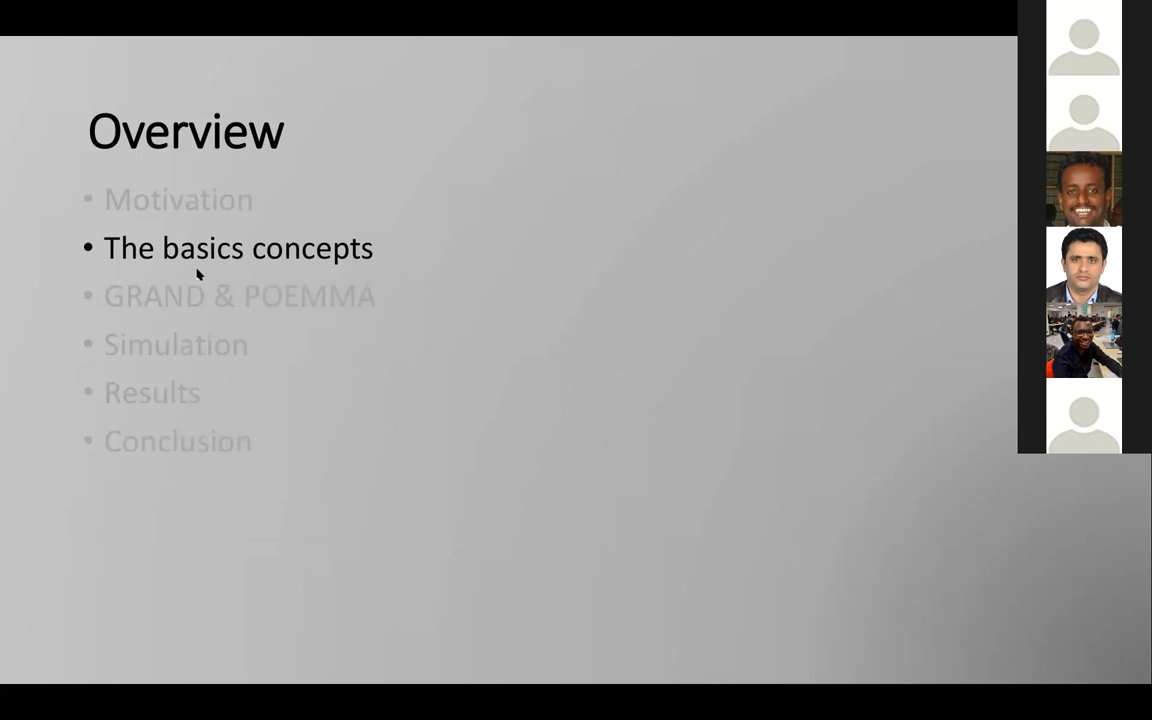 Overview
• Motivation
• The basics concepts
• GRAND & POEMMA
• Simulation
• Results
• Conclusion